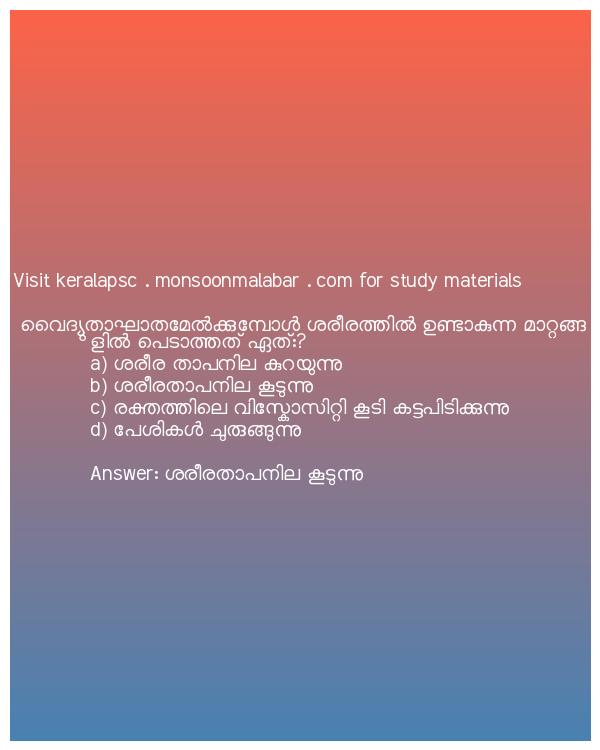 Visit keralapsc . monsoonmalabar . com for study materials
വൈദ്യുതാഘാതമേൽക്കുമ്പോൾ ശരീരത്തിൽ ഉണ്ടാകുന്ന മാറ്റങ്ങ
ളിൽ പെടാത്തത് ഏത്:?
a) ശരീര താപനില കുറയുന്നു
b) ശരീരതാപനില കൂടുന്നു
c) രക്തത്തിലെ വിസ്കോസിറ്റി കൂടി കട്ടപിടിക്കുന്നു
d) പേശികൾ ചുരുങ്ങുന്നു
Answer: ശരീരതാപനില കൂടുന്നു